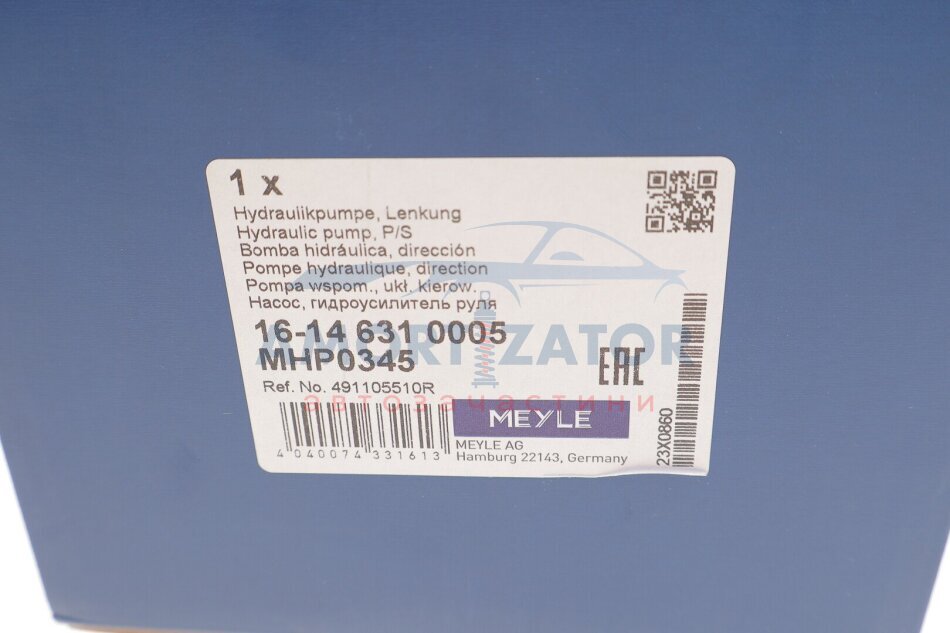 1 x
Hydraulikpumpe, Lenkung
Hydraulic pump, P/S
Bomba hidráulica, dirección
Pompe hydraulique, direction
Pompa wspom., ukł. kierow.
Насос, гидроусилитель руля
16-14 631 0005
MHP0345
EAC
Ref. No. 491105510R
AMORTIZATOR
автозапчастини
MEYLE
MEYLE AG
Hamburg 22143, Germany
4 040074 331613
23X0860